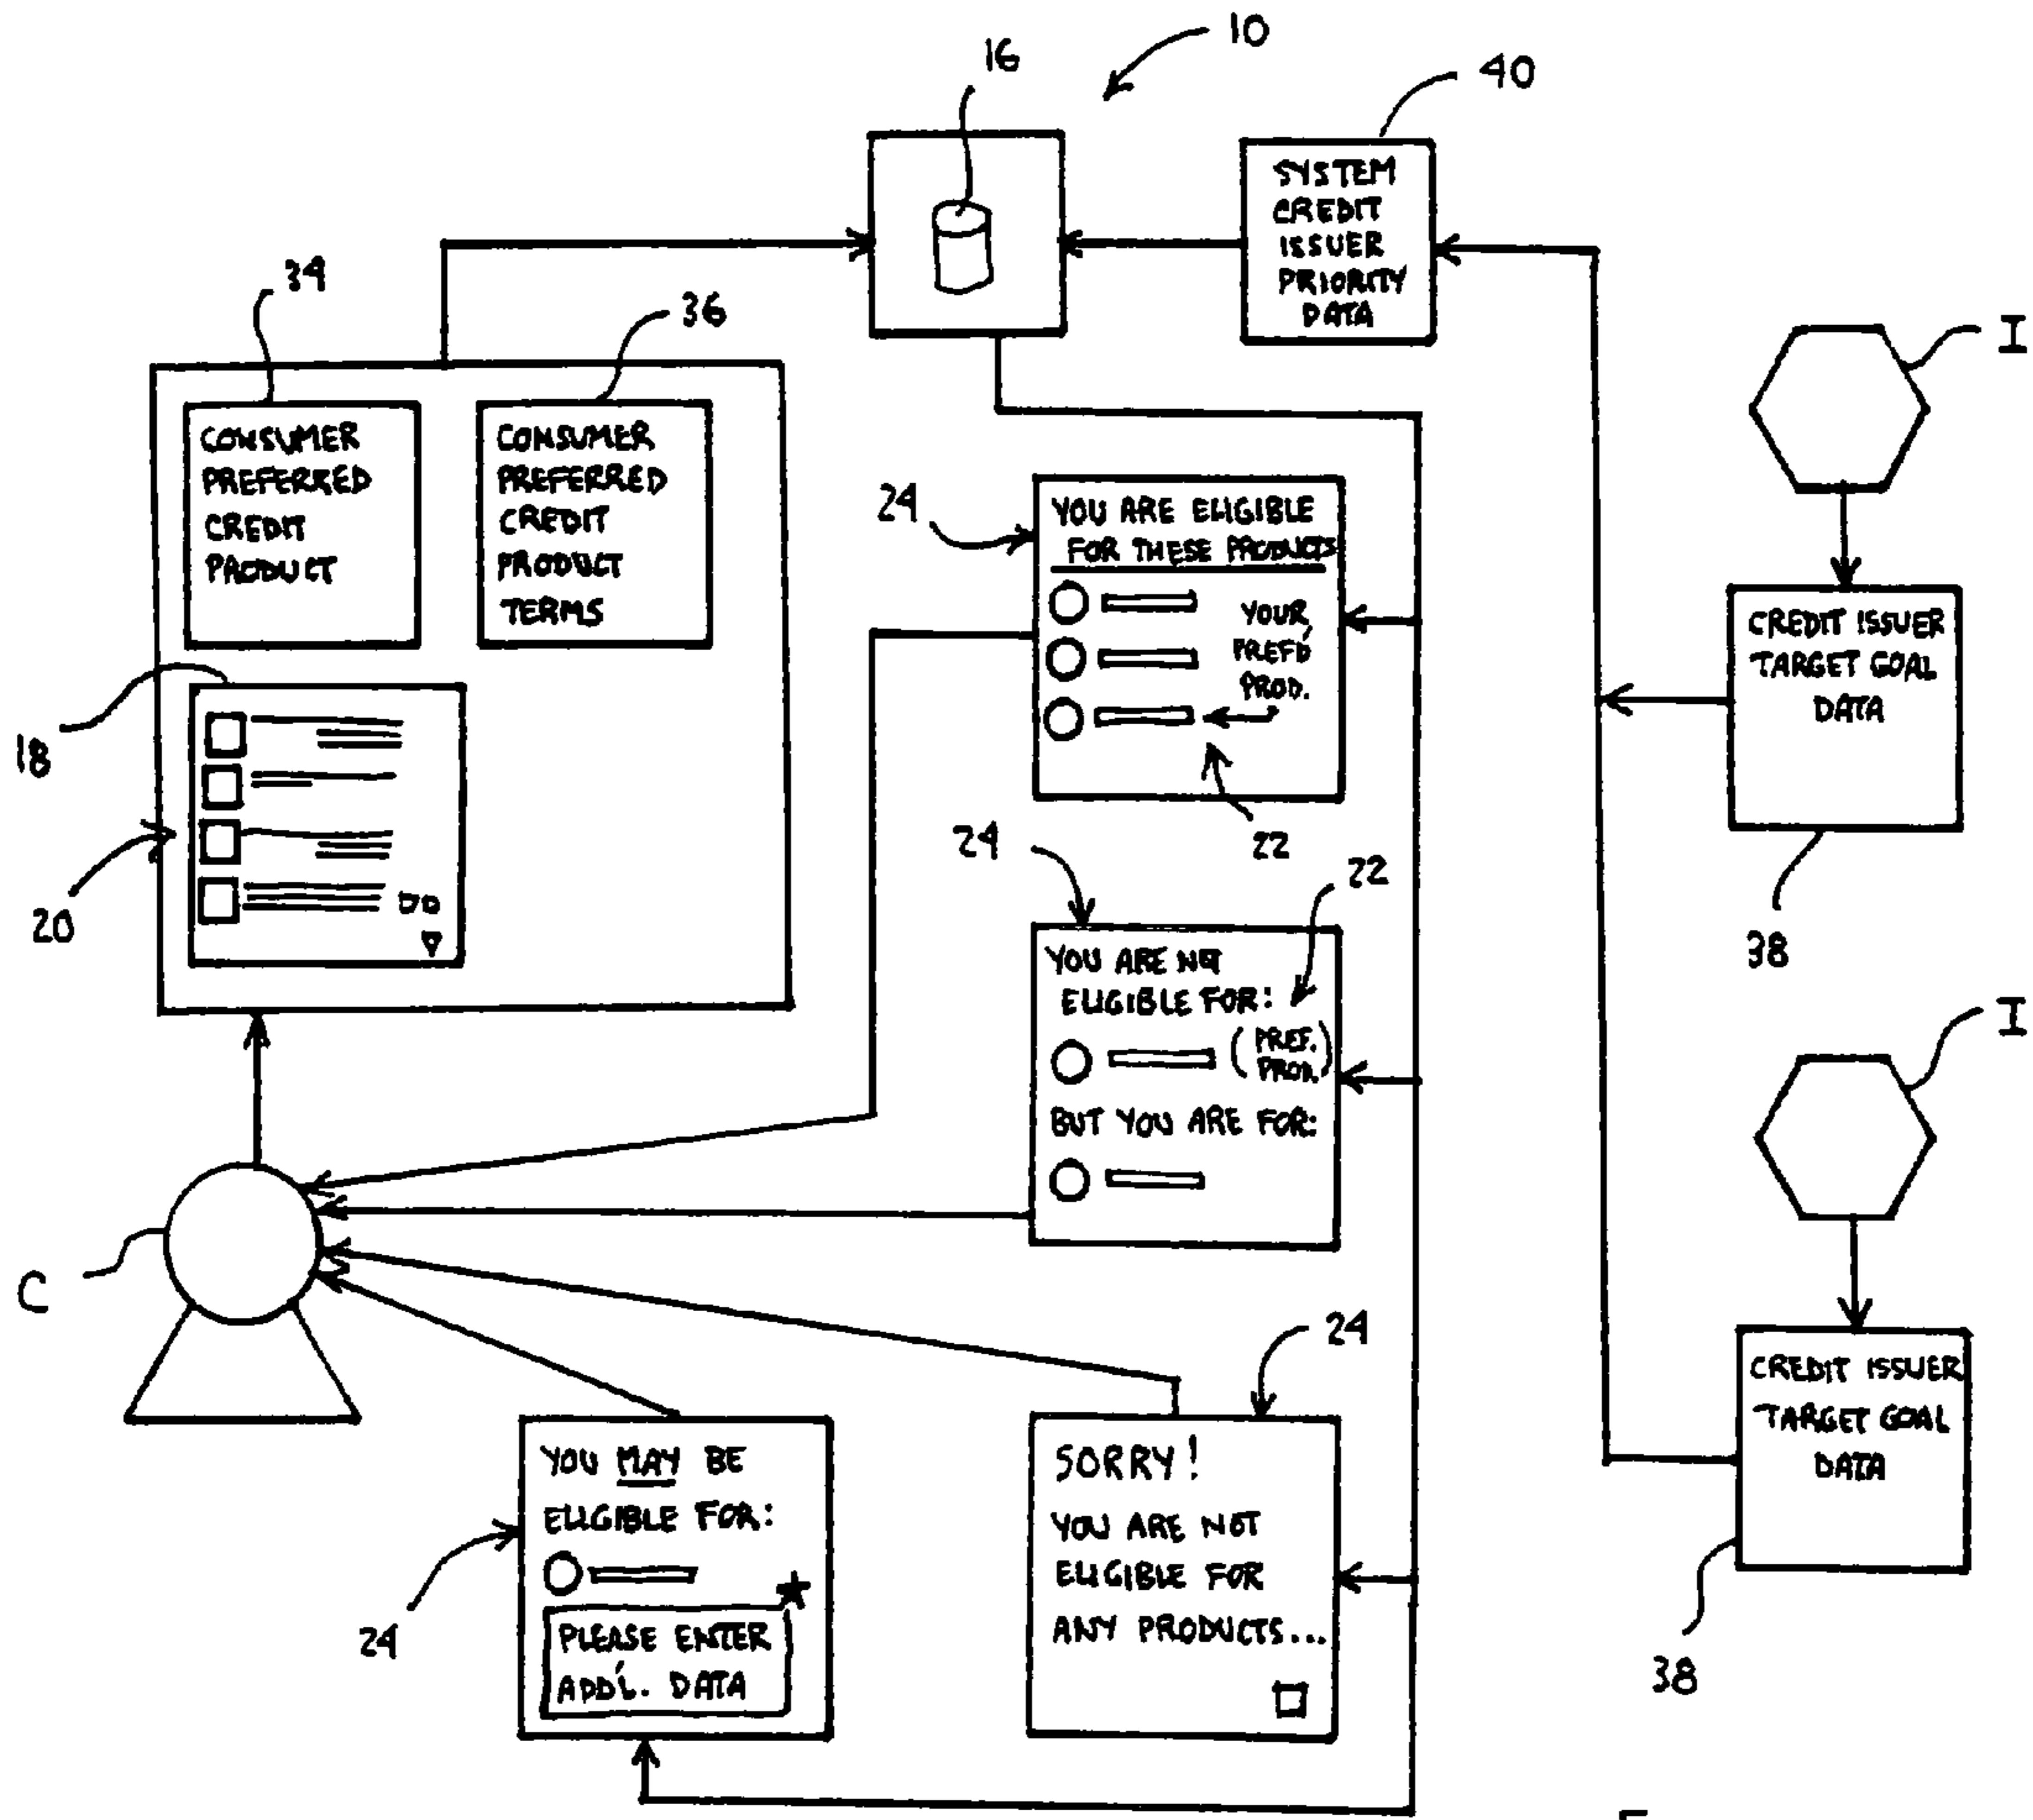 10
16
40
SYSTEM
CREDIT
ISSUER
PRIORITY
DATA
34
36
I
CONSUMER
PREFERRED
CREDIT
PRODUCT
CONSUMER
PREFERRED
CREDIT
PRODUCT
TERMS
18
20
24
YOU ARE ELIGIBLE
FOR THESE PRODUCTS
YOUR
PREF'D
PROD.
22
CREDIT ISSUER
TARGET GOAL
DATA
38
24
22
YOU ARE NOT
ELIGIBLE FOR:
(PREF.
PROD.)
BUT YOU ARE FOR:
I
C
24
YOU MAY BE
ELIGIBLE FOR:
PLEASE ENTER
ADD'L. DATA
24
SORRY!
YOU ARE NOT
ELIGIBLE FOR
ANY PRODUCTS...
CREDIT ISSUER
TARGET GOAL
DATA
38